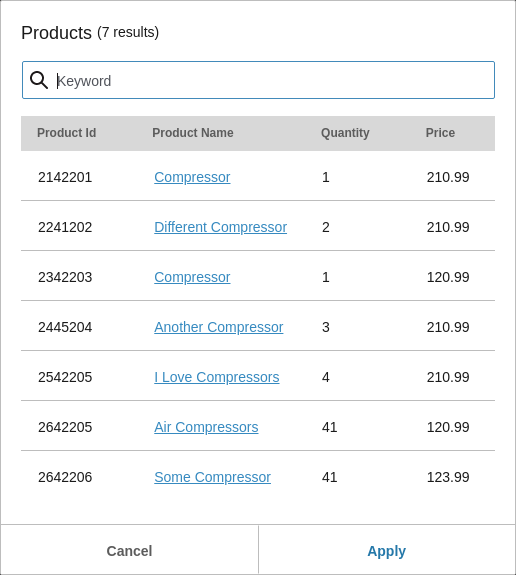 Products (7 results)
Keyword
Product Id Product Name Quantity Price
2142201 Compressor 1 210.99
2241202 Different Compressor 2 210.99
2342203 Compressor 1 120.99
2445204 Another Compressor 3 210.99
2542205 I Love Compressors 4 210.99
2642205 Air Compressors 41 120.99
2642206 Some Compressor 41 123.99
Cancel Apply